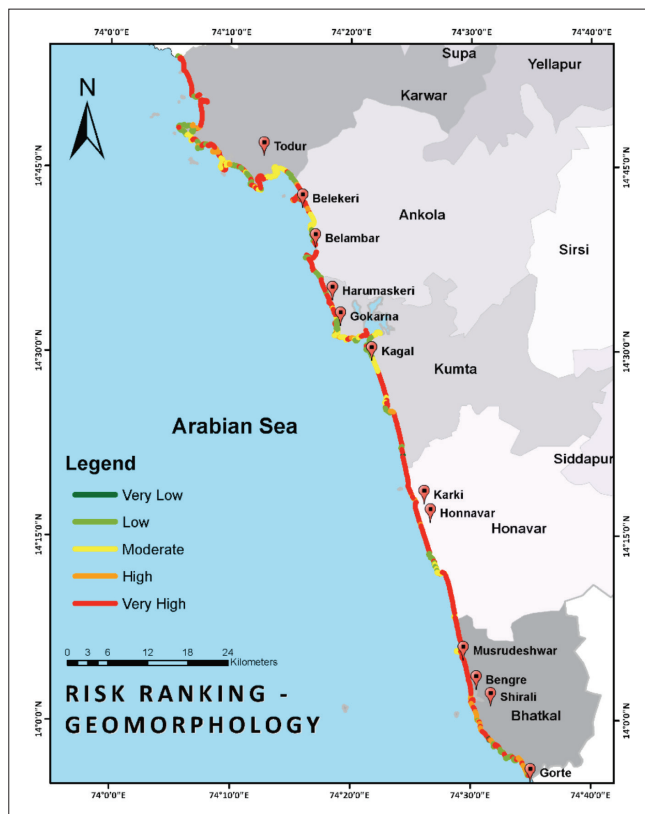 74°0'0"E 74°10'0"E 74°20'0"E 74°30'0"E 74°40'0"E
Supa
Yellapur
Karwar
N
Todur
14°45'0"N 14°45'0"N
Belekeri
Ankola
Belambar
Sirsi
Harumaskeri
Gokarna
Kagal
14°30'0"N 14°30'0"N
Kumta
Arabian Sea
Siddapur
Legend
Very Low
Low
Moderate
High
Very High
Karki
Honnavar
Honavar
14°15'0"N 14°15'0"N
Musrudeshwar
Bengre
Shirali
Bhatkal
0 3 6 12 18 24
Kilometers
RISK RANKING -
GEOMORPHOLOGY
14°0'0"N 14°0'0"N
Gorte
74°0'0"E 74°10'0"E 74°20'0"E 74°30'0"E 74°40'0"E